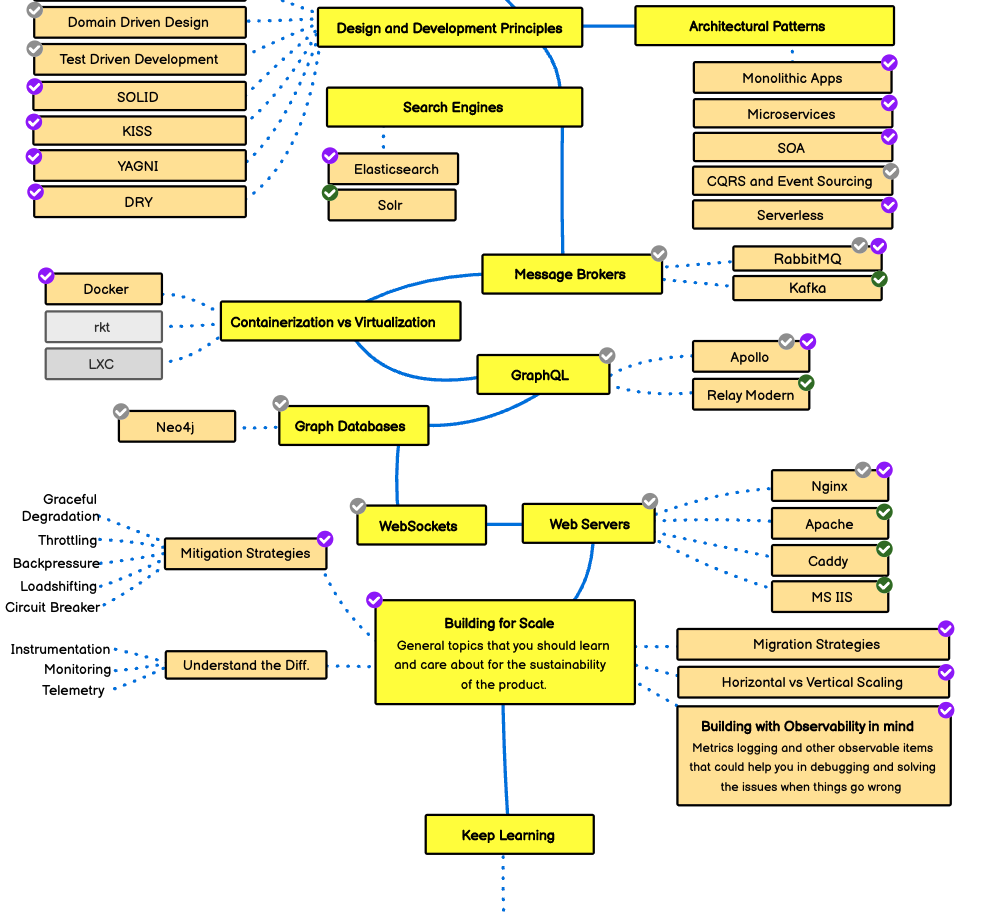 Domain Driven Design
Test Driven Development
SOLID
KISS
YAGNI
DRY
Design and Development Principles
Architectural Patterns
Monolithic Apps
Microservices
SOA
CQRS and Event Sourcing
Serverless
Search Engines
Elasticsearch
Solr
Message Brokers
RabbitMQ
Kafka
Docker
rkt
LXC
Containerization vs Virtualization
GraphQL
Apollo
Relay Modern
Neo4j
Graph Databases
WebSockets
Web Servers
Nginx
Apache
Caddy
MS IIS
Graceful
Degradation
Throttling
Backpressure
Loadshifting
Circuit Breaker
Mitigation Strategies
Instrumentation
Monitoring
Telemetry
Understand the Diff.
Building for Scale
General topics that you should learn
and care about for the sustainability
of the product.
Migration Strategies
Horizontal vs Vertical Scaling
Building with Observability in mind
Metrics logging and other observable items
that could help you in debugging and solving
the issues when things go wrong
Keep Learning